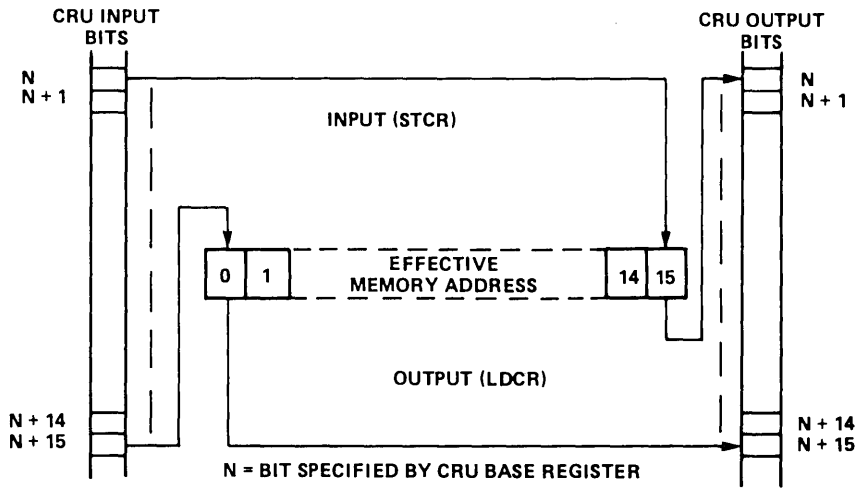 CRU INPUT
BITS
CRU OUTPUT
BITS
N
N + 1
N
N + 1
INPUT (STCR)
0
1
EFFECTIVE
MEMORY ADDRESS
14
15
OUTPUT (LDCR)
N + 14
N + 15
N + 14
N + 15
N = BIT SPECIFIED BY CRU BASE REGISTER